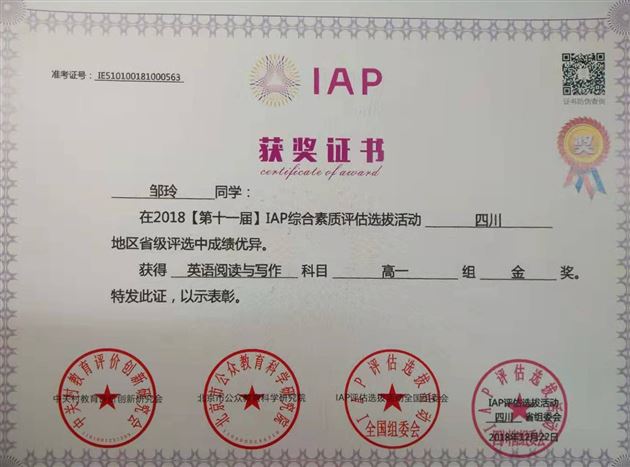 准考证号： IE510100181000563
IAP
证书防伪查询
获奖证书
certificate of award
奖
邹玲 同学：
在2018【第十一届】IAP综合素质评估选拔活动 四川
地区省级评选中成绩优异。
获得 英语阅读与写作 科目 高一 组 金 奖。
特发此证，以示表彰。
中关村教育评价创新研究会
北京市公众教育科学研究院
IAP评估选拔活动全国组委会
全国组委会
IAP评估选拔活动
四川 省组委会
2018年12月22日